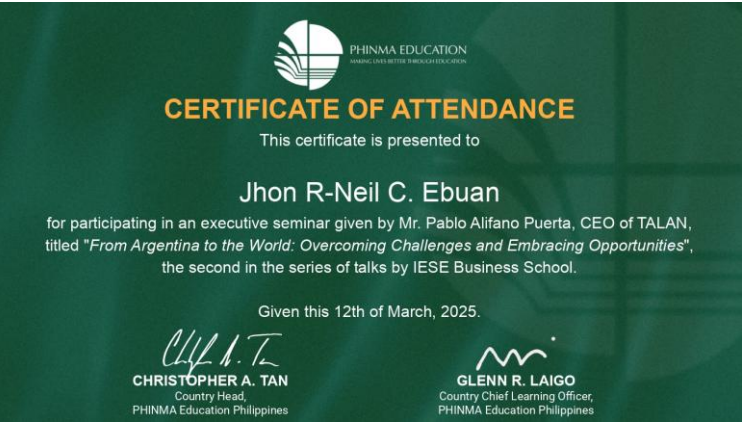 PHINMA EDUCATION
MAKING LIVES BETTER THROUGH EDUCATION
CERTIFICATE OF ATTENDANCE
This certificate is presented to
Jhon R-Neil C. Ebuan
for participating in an executive seminar given by Mr. Pablo Alifano Puerta, CEO of TALAN,
titled "From Argentina to the World: Overcoming Challenges and Embracing Opportunities",
the second in the series of talks by IESE Business School.
Given this 12th of March, 2025.
CHRISTOPHER A. TAN
Country Head,
PHINMA Education Philippines
GLENN R. LAIGO
Country Chief Learning Officer,
PHINMA Education Philippines